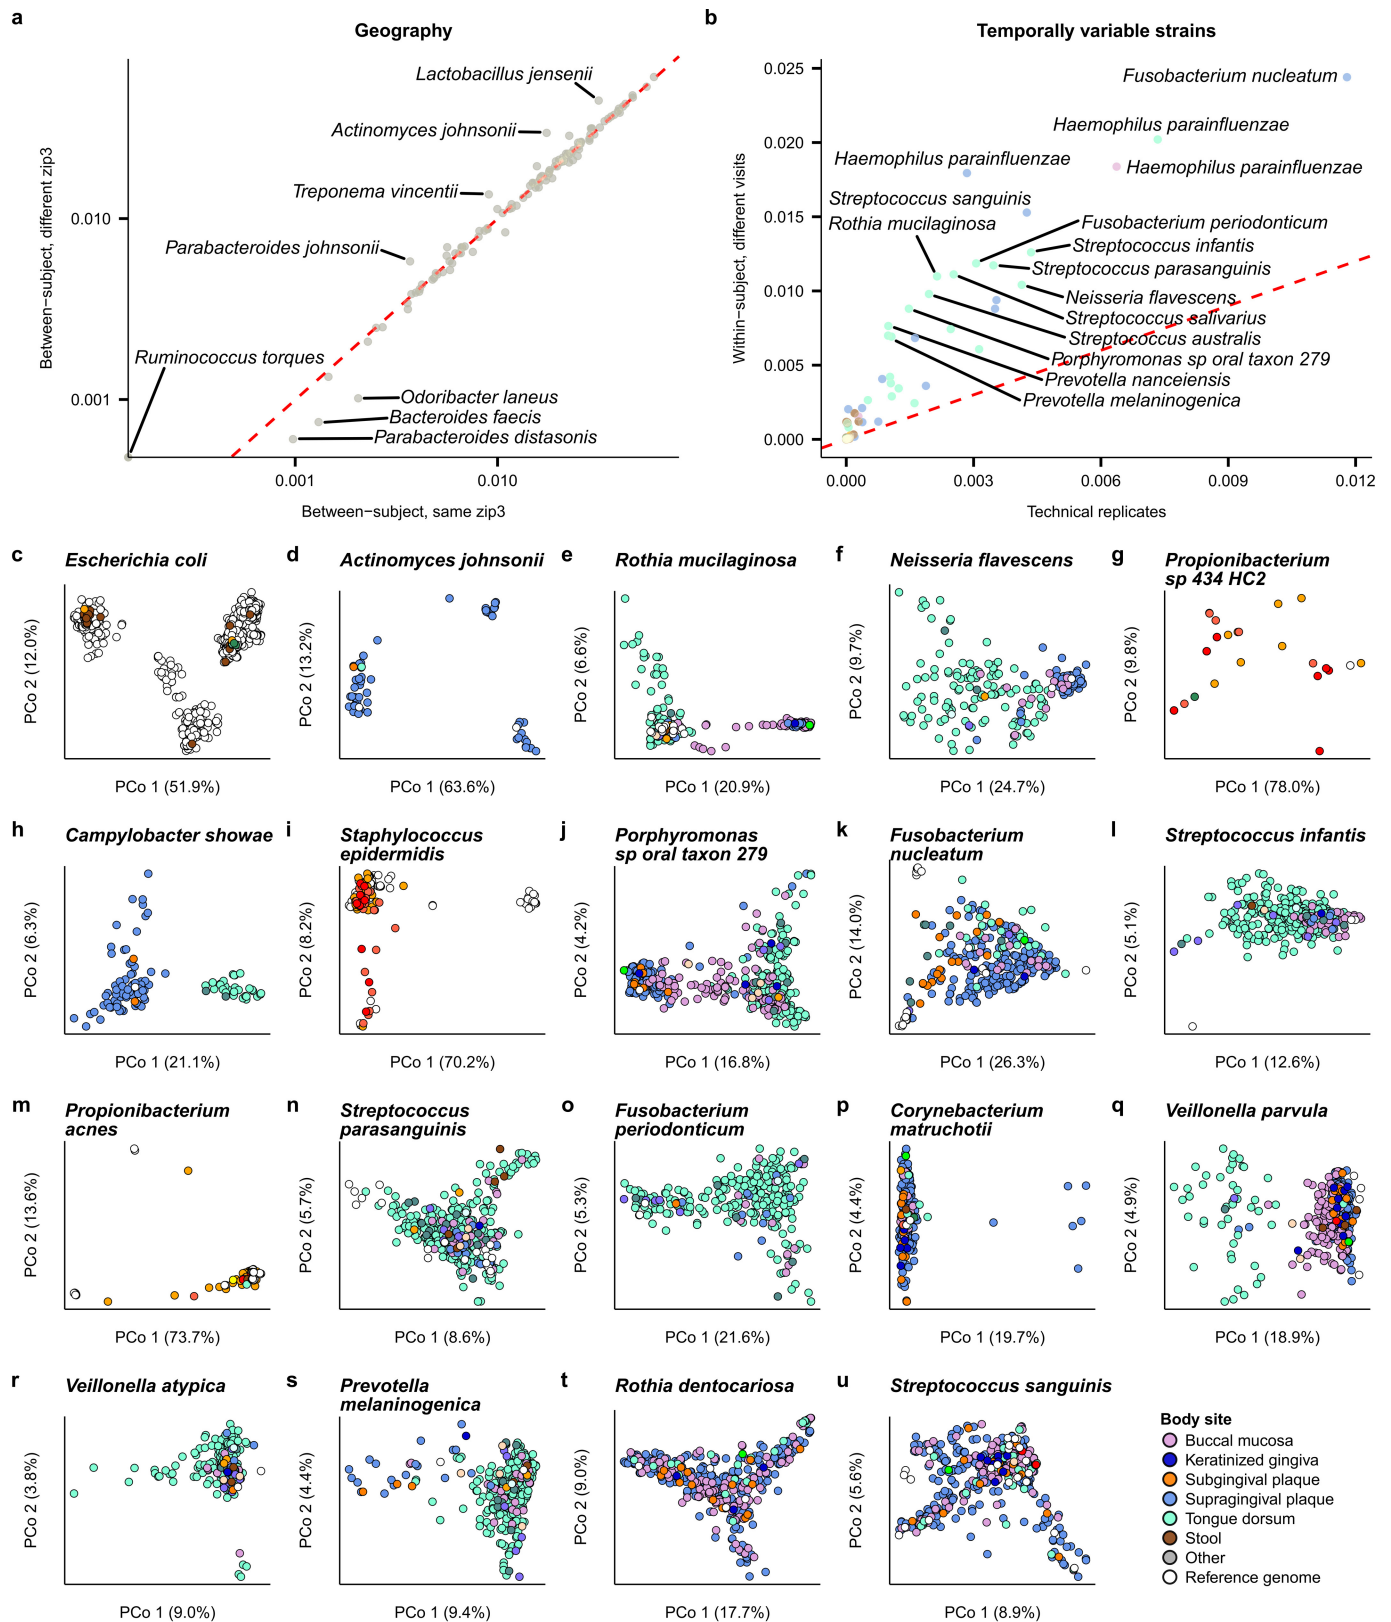 a
Geography
Between−subject, different zip3
0.010
0.001
Lactobacillus jensenii
Actinomyces johnsonii
Treponema vincentii
Parabacteroides johnsonii
Ruminococcus torques
Odoribacter laneus
Bacteroides faecis
Parabacteroides distasonis
0.001
0.010
Between−subject, same zip3
b
Temporally variable strains
Within−subject, different visits
0.025
0.020
0.015
0.010
0.005
0.000
Fusobacterium nucleatum
Haemophilus parainfluenzae
Haemophilus parainfluenzae
Haemophilus parainfluenzae
Streptococcus sanguinis
Rothia mucilaginosa
Fusobacterium periodonticum
Streptococcus infantis
Streptococcus parasanguinis
Neisseria flavescens
Streptococcus salivarius
Streptococcus australis
Porphyromonas sp oral taxon 279
Prevotella nanceiensis
Prevotella melaninogenica
0.000
0.003
0.006
0.009
0.012
Technical replicates
c
Escherichia coli
PCo 2 (12.0%)
PCo 1 (51.9%)
d
Actinomyces johnsonii
PCo 2 (13.2%)
PCo 1 (63.6%)
e
Rothia mucilaginosa
PCo 2 (6.6%)
PCo 1 (20.9%)
f
Neisseria flavescens
PCo 2 (9.7%)
PCo 1 (24.7%)
g
Propionibacterium
sp 434 HC2
PCo 2 (9.8%)
PCo 1 (78.0%)
h
Campylobacter showae
PCo 2 (6.3%)
PCo 1 (21.1%)
i
Staphylococcus
epidermidis
PCo 2 (8.2%)
PCo 1 (70.2%)
j
Porphyromonas
sp oral taxon 279
PCo 2 (4.2%)
PCo 1 (16.8%)
k
Fusobacterium
nucleatum
PCo 2 (14.0%)
PCo 1 (26.3%)
l
Streptococcus infantis
PCo 2 (5.1%)
PCo 1 (12.6%)
m
Propionibacterium
acnes
PCo 2 (13.6%)
PCo 1 (73.7%)
n
Streptococcus
parasanguinis
PCo 2 (5.7%)
PCo 1 (8.6%)
o
Fusobacterium
periodonticum
PCo 2 (5.3%)
PCo 1 (21.6%)
p
Corynebacterium
matruchotii
PCo 2 (4.4%)
PCo 1 (19.7%)
q
Veillonella parvula
PCo 2 (4.9%)
PCo 1 (18.9%)
r
Veillonella atypica
PCo 2 (3.8%)
PCo 1 (9.0%)
s
Prevotella
melaninogenica
PCo 2 (4.4%)
PCo 1 (9.4%)
t
Rothia dentocariosa
PCo 2 (9.0%)
PCo 1 (17.7%)
u
Streptococcus sanguinis
PCo 2 (5.6%)
PCo 1 (8.9%)
Body site
Buccal mucosa
Keratinized gingiva
Subgingival plaque
Supragingival plaque
Tongue dorsum
Stool
Other
Reference genome